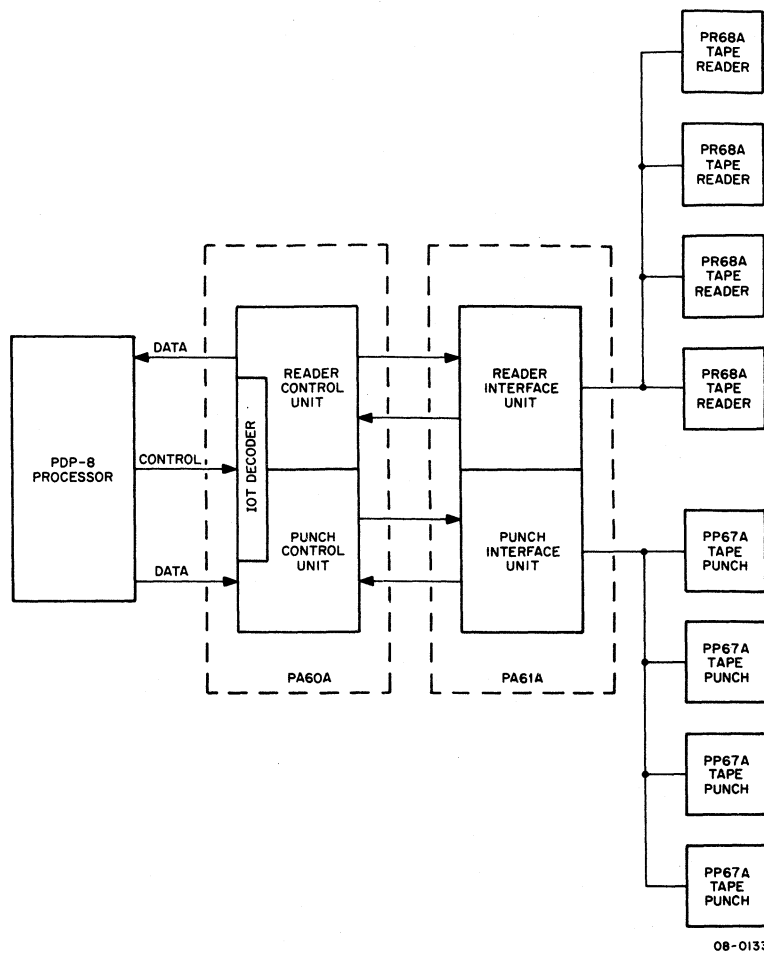 PR68A
TAPE
READER
PR68A
TAPE
READER
PR68A
TAPE
READER
PR68A
TAPE
READER
DATA
READER
CONTROL
UNIT
READER
INTERFACE
UNIT
PDP-8
PROCESSOR
CONTROL
IOT DECODER
DATA
PUNCH
CONTROL
UNIT
PUNCH
INTERFACE
UNIT
PA60A
PA61A
PP67A
TAPE
PUNCH
PP67A
TAPE
PUNCH
PP67A
TAPE
PUNCH
PP67A
TAPE
PUNCH
08-0133